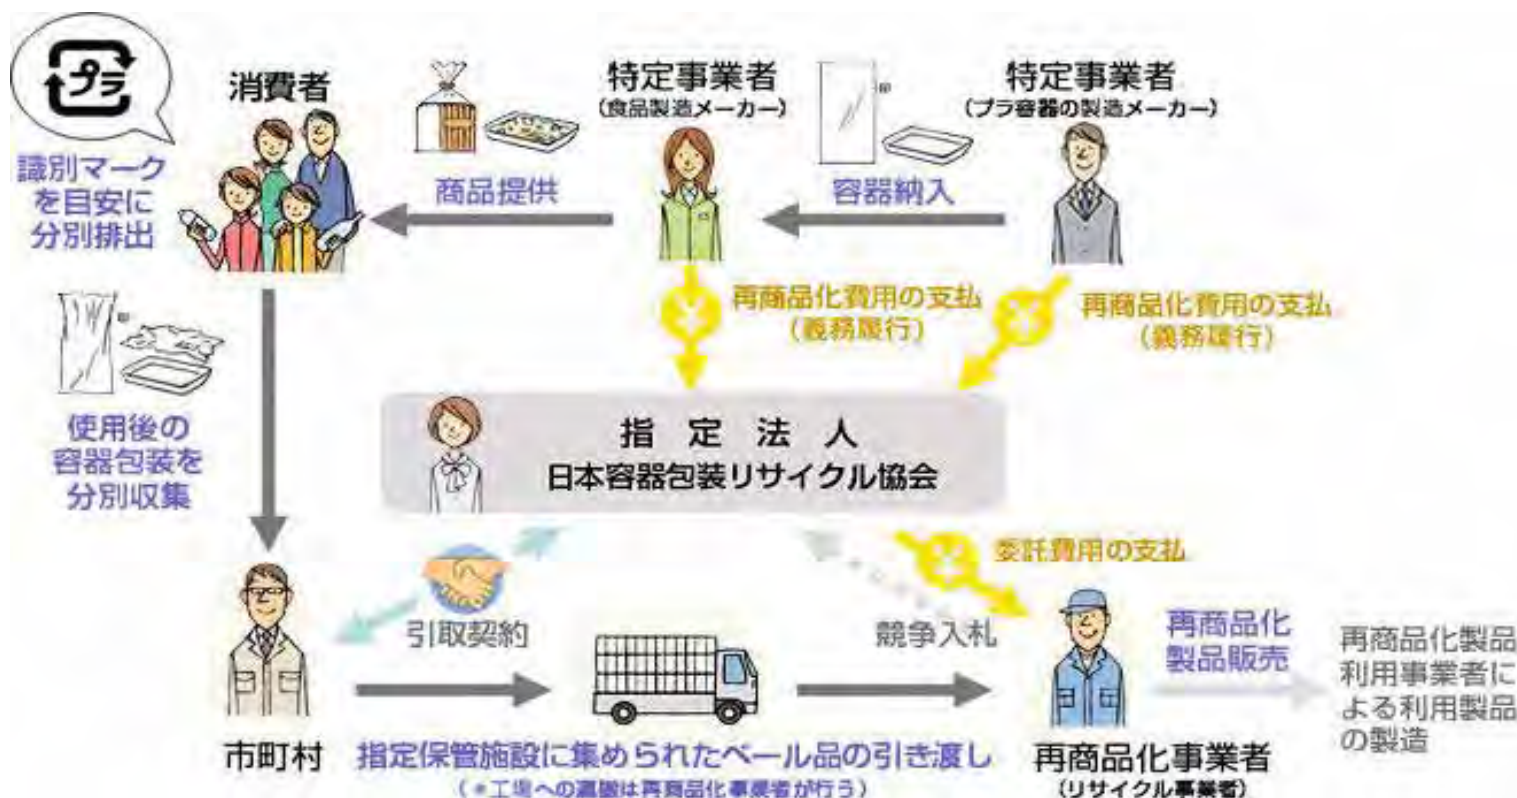 プラ
消費者
識別マーク
を目安に
分別排出
商品提供
特定事業者
(食品製造メーカー)
容器納入
特定事業者
(プラ容器の製造メーカー)
再商品化費用の支払
(義務履行)
再商品化費用の支払
(義務履行)
使用後の
容器包装を
分別収集
指定法人
日本容器包装リサイクル協会
引取契約
競争入札
委託費用の支払
市町村
指定保管施設に集められたベール品の引き渡し
(*工場への運搬は再商品化事業者が行う)
再商品化事業者
(リサイクル事業者)
再商品化
製品販売
再商品化製品
利用事業者に
よる利用製品
の製造